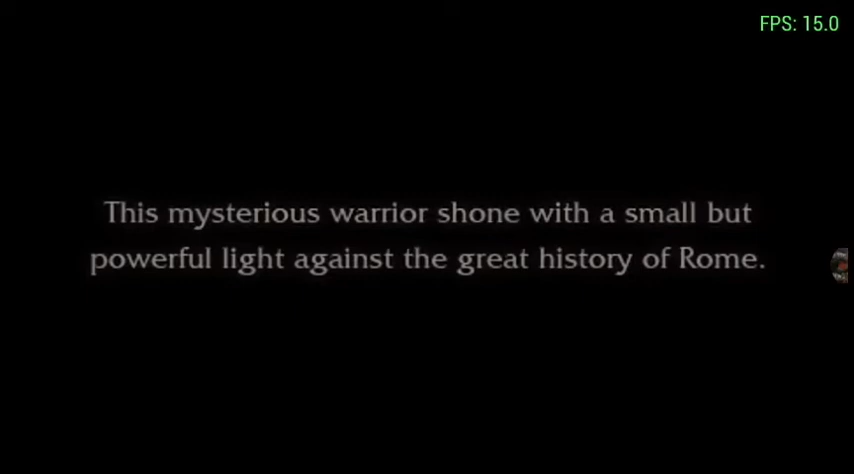 FPS: 15.0
This mysterious warrior shone with a small but
powerful light against the great history of Rome.